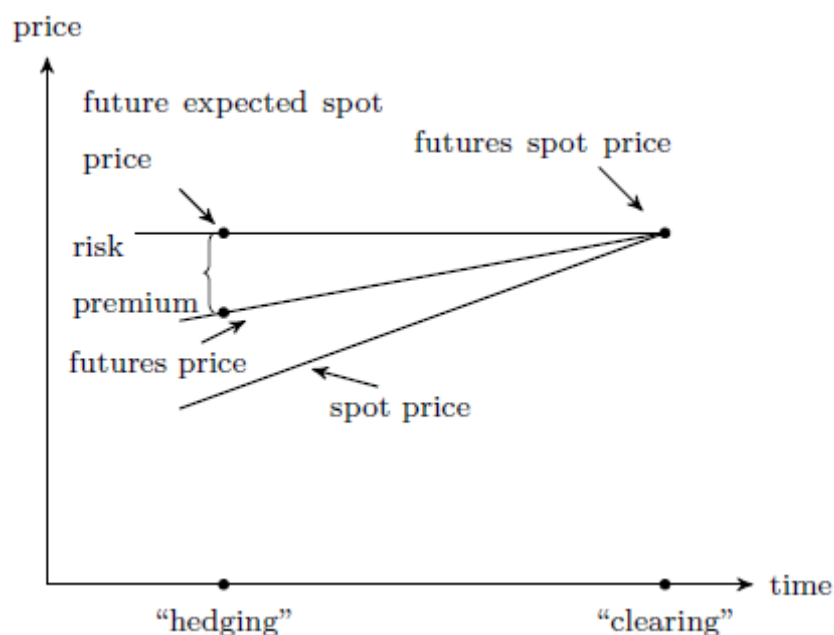 price
future expected spot
price
futures spot price
risk
premium
futures price
spot price
time
“hedging”
“clearing”